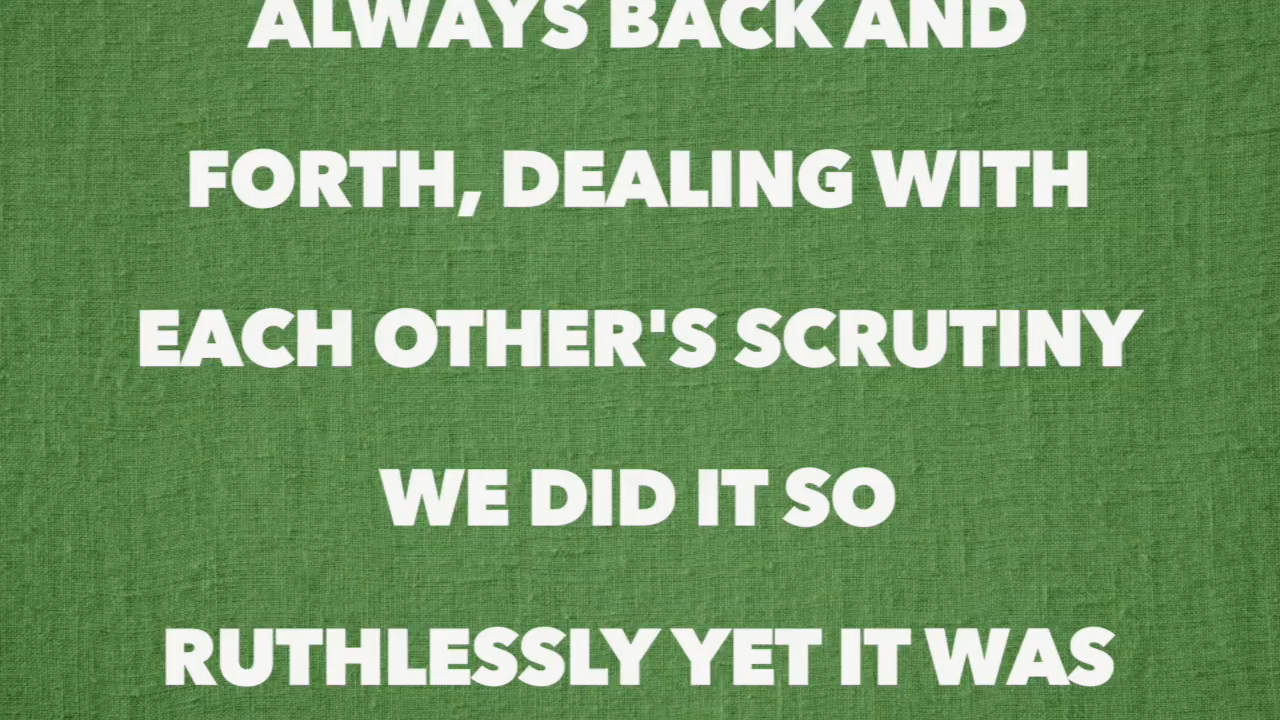 ALWAYS BACK AND
FORTH, DEALING WITH
EACH OTHER'S SCRUTINY
WE DID IT SO
RUTHLESSLY YET IT WAS